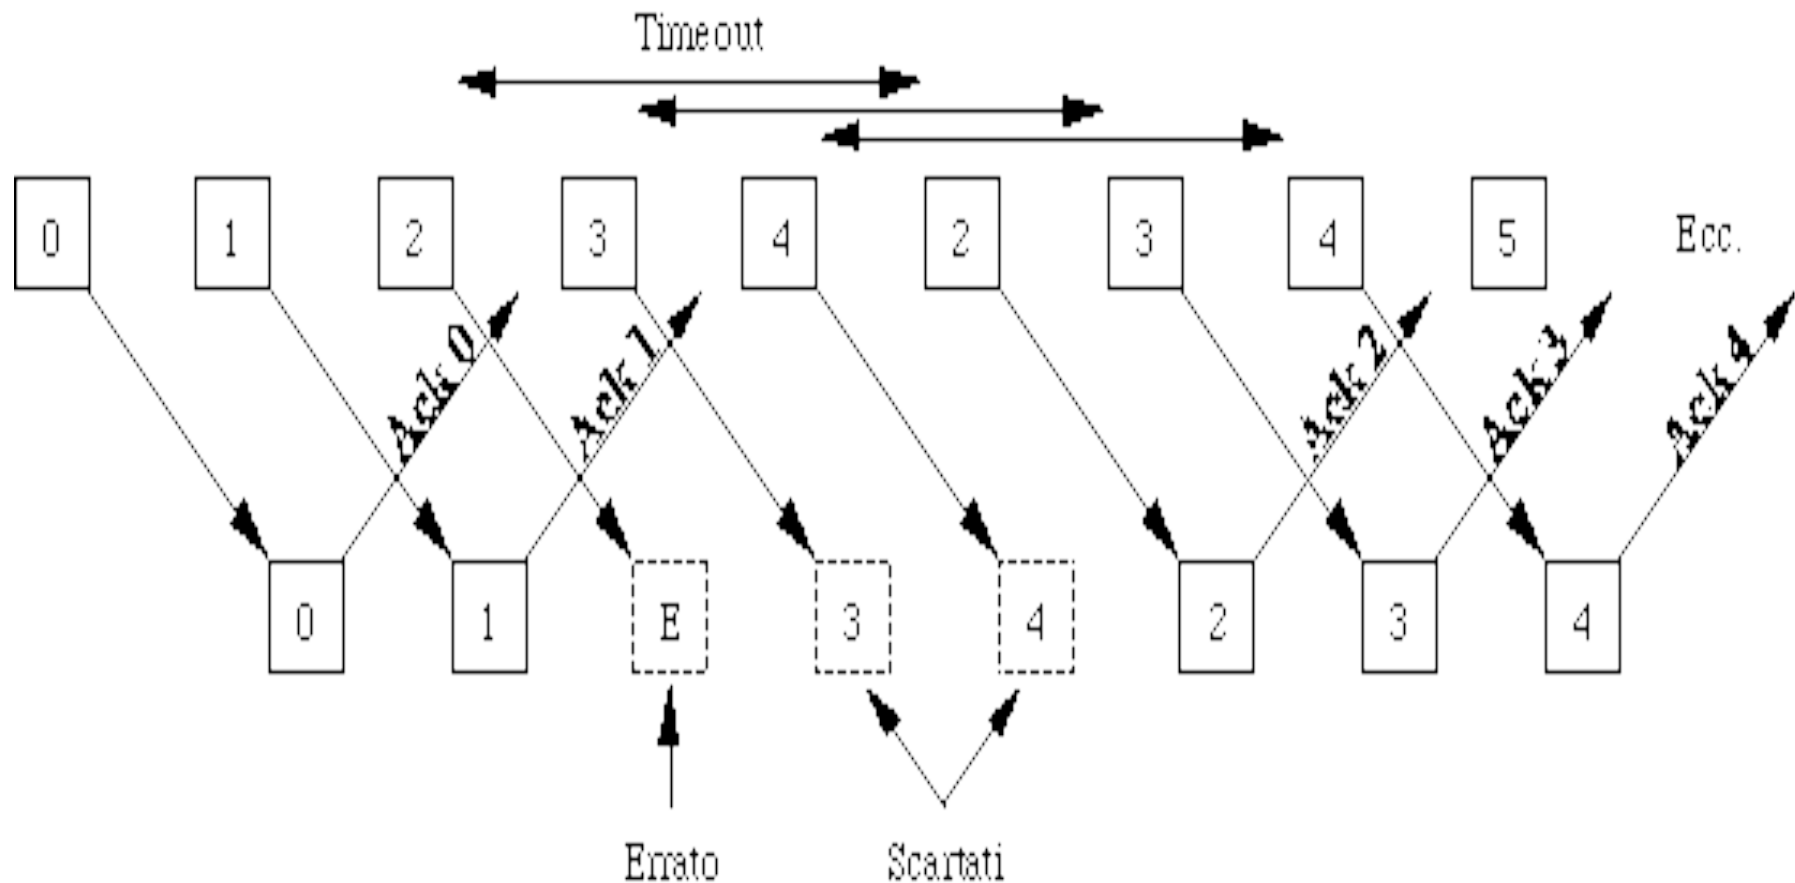 Timeout
0 1 2 3 4 2 3 4 5 Ecc.
Ack 0 Ack 1 Ack 2 Ack 3 Ack 4
0 1 E 3 4 2 3 4
Errato Scartati